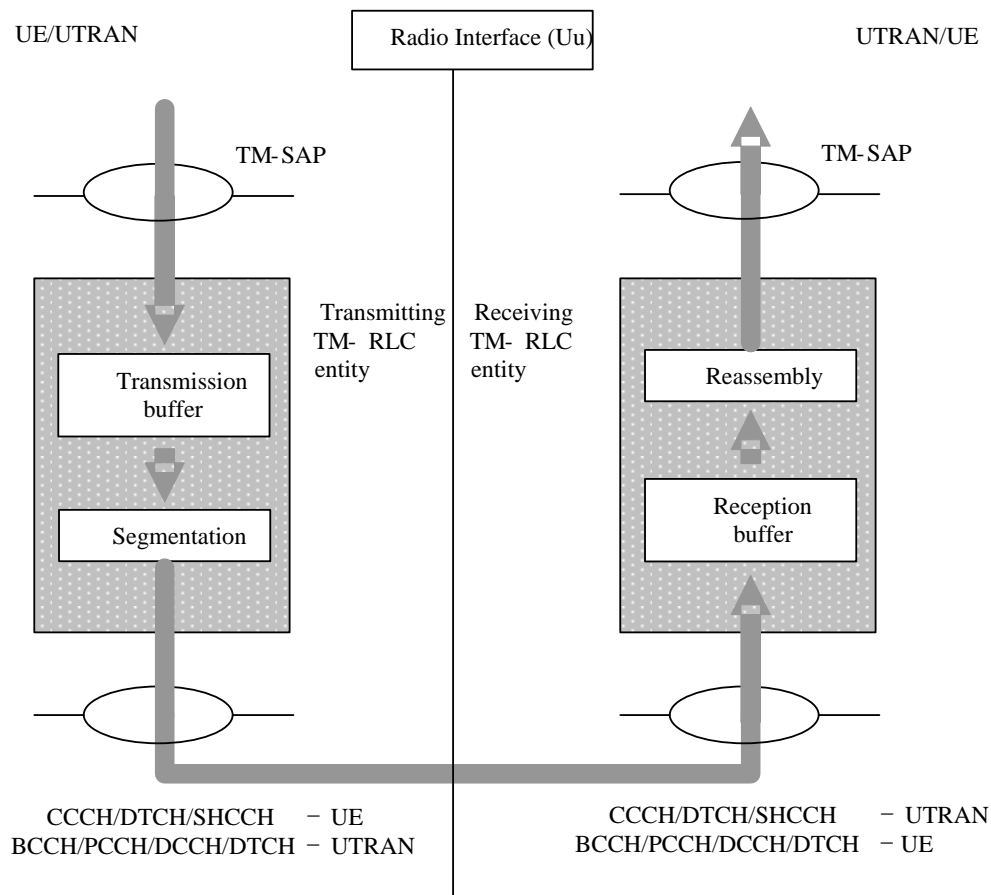 UE/UTRAN
Radio Interface (Uu)
UTRAN/UE
TM-SAP
TM-SAP
Transmitting
TM- RLC
entity
Receiving
TM- RLC
entity
Transmission
buffer
Segmentation
Reassembly
Reception
buffer
CCCH/DTCH/SHCCH – UE
BCCH/PCCH/DCCH/DTCH – UTRAN
CCCH/DTCH/SHCCH – UTRAN
BCCH/PCCH/DCCH/DTCH – UE